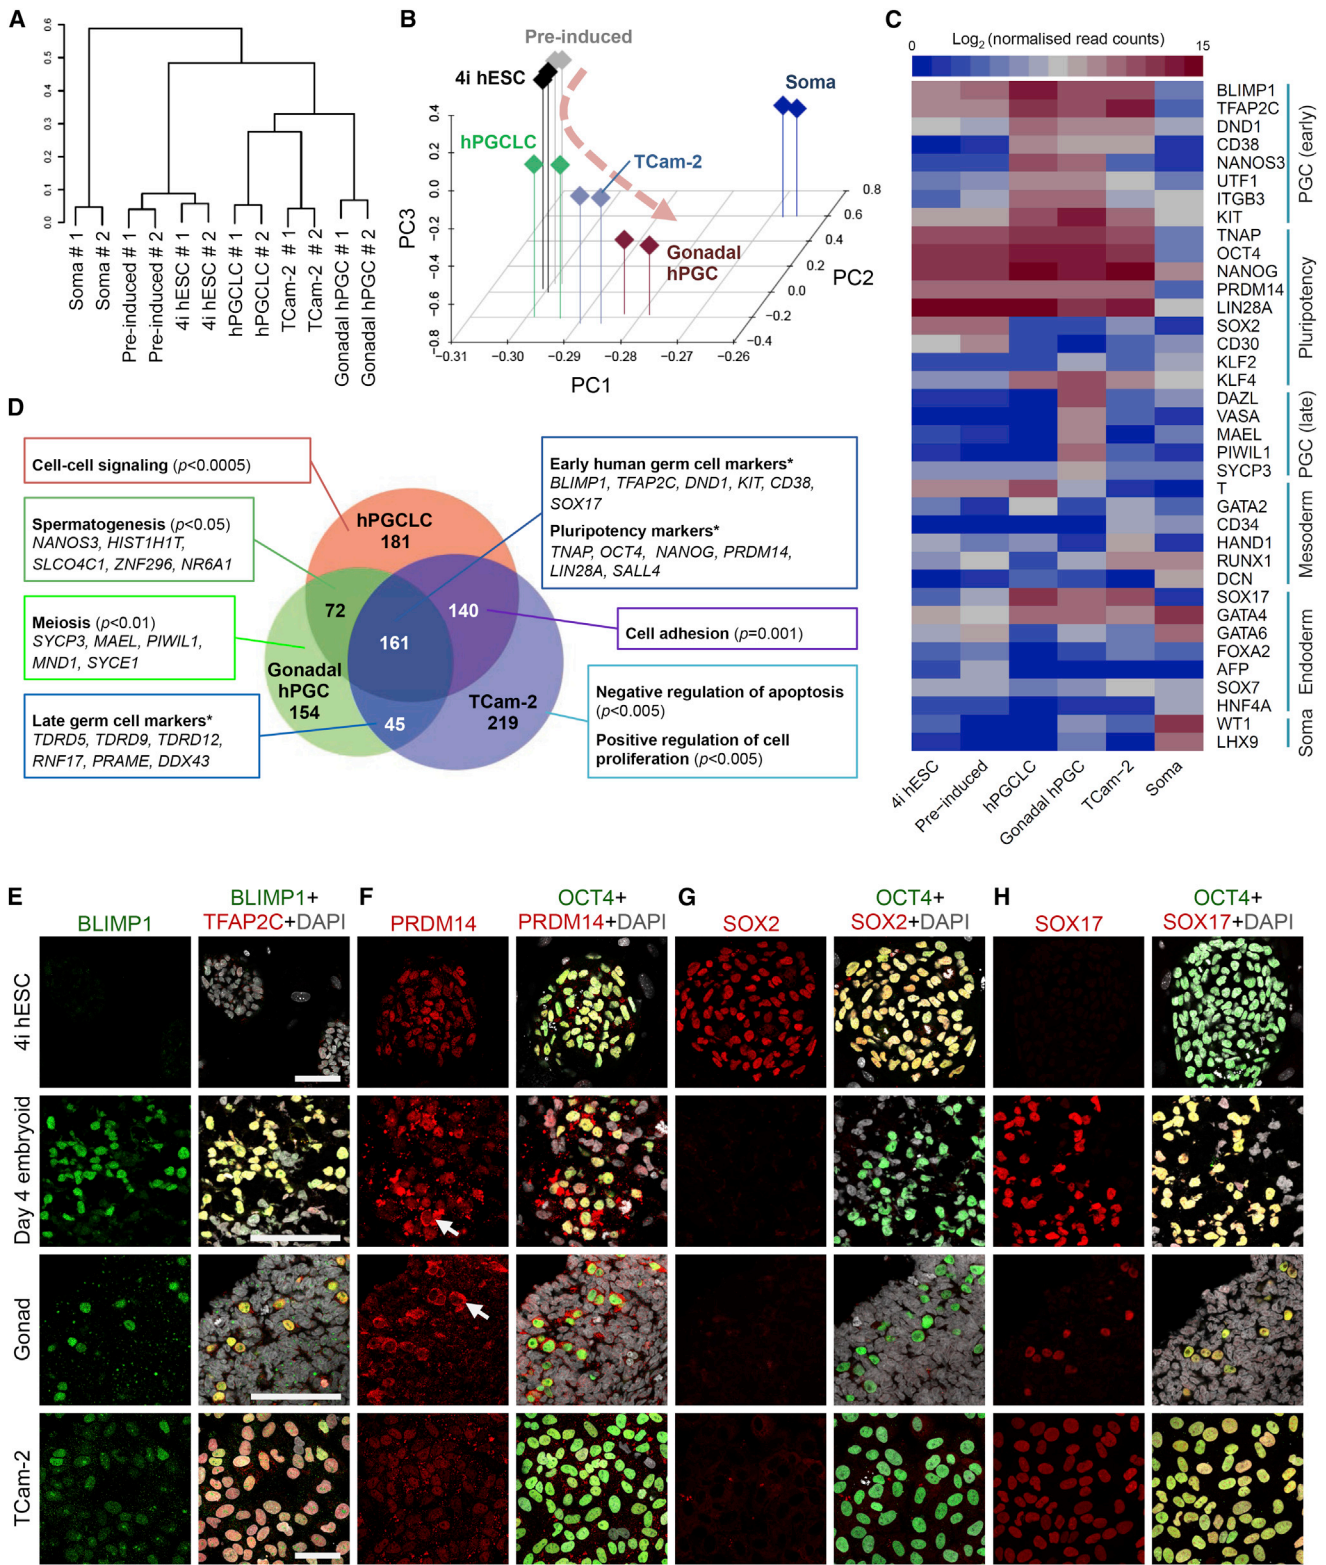 A
0.6
0.5
0.4
0.3
0.2
0.1
0.0
Soma # 1
Soma # 2
Pre-induced # 1
Pre-induced # 2
4i hESC # 1
4i hESC # 2
hPGCLC # 1
hPGCLC # 2
TCam-2 # 1
TCam-2 # 2
Gonadal hPGC # 1
Gonadal hPGC # 2
B
Pre-induced
4i hESC
Soma
hPGCLC
TCam-2
Gonadal
hPGC
PC3
0.4
0.2
0.0
−0.2
−0.4
−0.6
−0.8
−0.31
−0.30
−0.29
−0.28
−0.27
−0.26
PC1
0.8
0.6
0.4
0.2
0.0
−0.2
−0.4
PC2
C
Log2 (normalised read counts)
0
15
BLIMP1
TFAP2C
DND1
CD38
NANOS3
UTF1
ITGB3
KIT
TNAP
OCT4
NANOG
PRDM14
LIN28A
SOX2
CD30
KLF2
KLF4
DAZL
VASA
MAEL
PIWIL1
SYCP3
T
GATA2
CD34
HAND1
RUNX1
DCN
SOX17
GATA4
GATA6
FOXA2
AFP
SOX7
HNF4A
WT1
LHX9
PGC (early)
Pluripotency
PGC (late)
Mesoderm
Endoderm
Soma
4i hESC
Pre−induced
hPGCLC
Gonadal hPGC
TCam−2
Soma
D
Cell-cell signaling (p<0.0005)
Spermatogenesis (p<0.05)
NANOS3, HIST1H1T,
SLCO4C1, ZNF296, NR6A1
Meiosis (p<0.01)
SYCP3, MAEL, PIWIL1,
MND1, SYCE1
Late germ cell markers*
TDRD5, TDRD9, TDRD12,
RNF17, PRAME, DDX43
hPGCLC
181
72
140
161
Gonadal
hPGC
154
45
TCam-2
219
Early human germ cell markers*
BLIMP1, TFAP2C, DND1, KIT, CD38,
SOX17
Pluripotency markers*
TNAP, OCT4, NANOG, PRDM14,
LIN28A, SALL4
Cell adhesion (p=0.001)
Negative regulation of apoptosis
(p<0.005)
Positive regulation of cell
proliferation (p<0.005)
E
BLIMP1
BLIMP1+
TFAP2C+DAPI
F
PRDM14
OCT4+
PRDM14+DAPI
G
SOX2
OCT4+
SOX2+DAPI
H
SOX17
OCT4+
SOX17+DAPI
4i hESC
Day 4 embryoid
Gonad
TCam-2